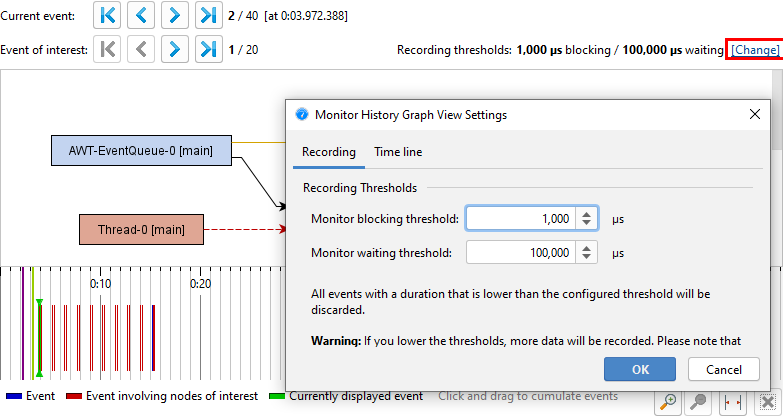 Current event: 2 / 40 [at 0:03.972.388]
Event of interest: 1 / 20 Recording thresholds: 1,000 µs blocking / 100,000 µs waiting [Change]
Monitor History Graph View Settings
Recording Time line
AWT-EventQueue-0 [main]
Recording Thresholds
Monitor blocking threshold: 1,000 µs
Thread-0 [main]
Monitor waiting threshold: 100,000 µs
0:10 0:20
All events with a duration that is lower than the configured threshold will be
discarded.
Warning: If you lower the thresholds, more data will be recorded. Please note that
OK Cancel
Event Event involving nodes of interest Currently displayed event Click and drag to cumulate events